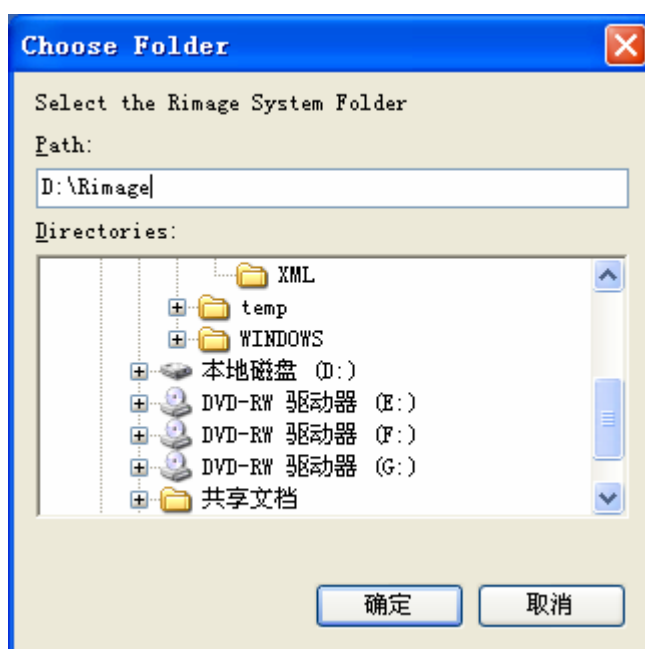 Choose Folder
Select the Rimage System Folder
Path:
D:\Rimage
Directories:
XML
temp
WINDOWS
本地磁盘 (D:)
DVD-RW 驱动器 (E:)
DVD-RW 驱动器 (F:)
DVD-RW 驱动器 (G:)
共享文档
确定 取消